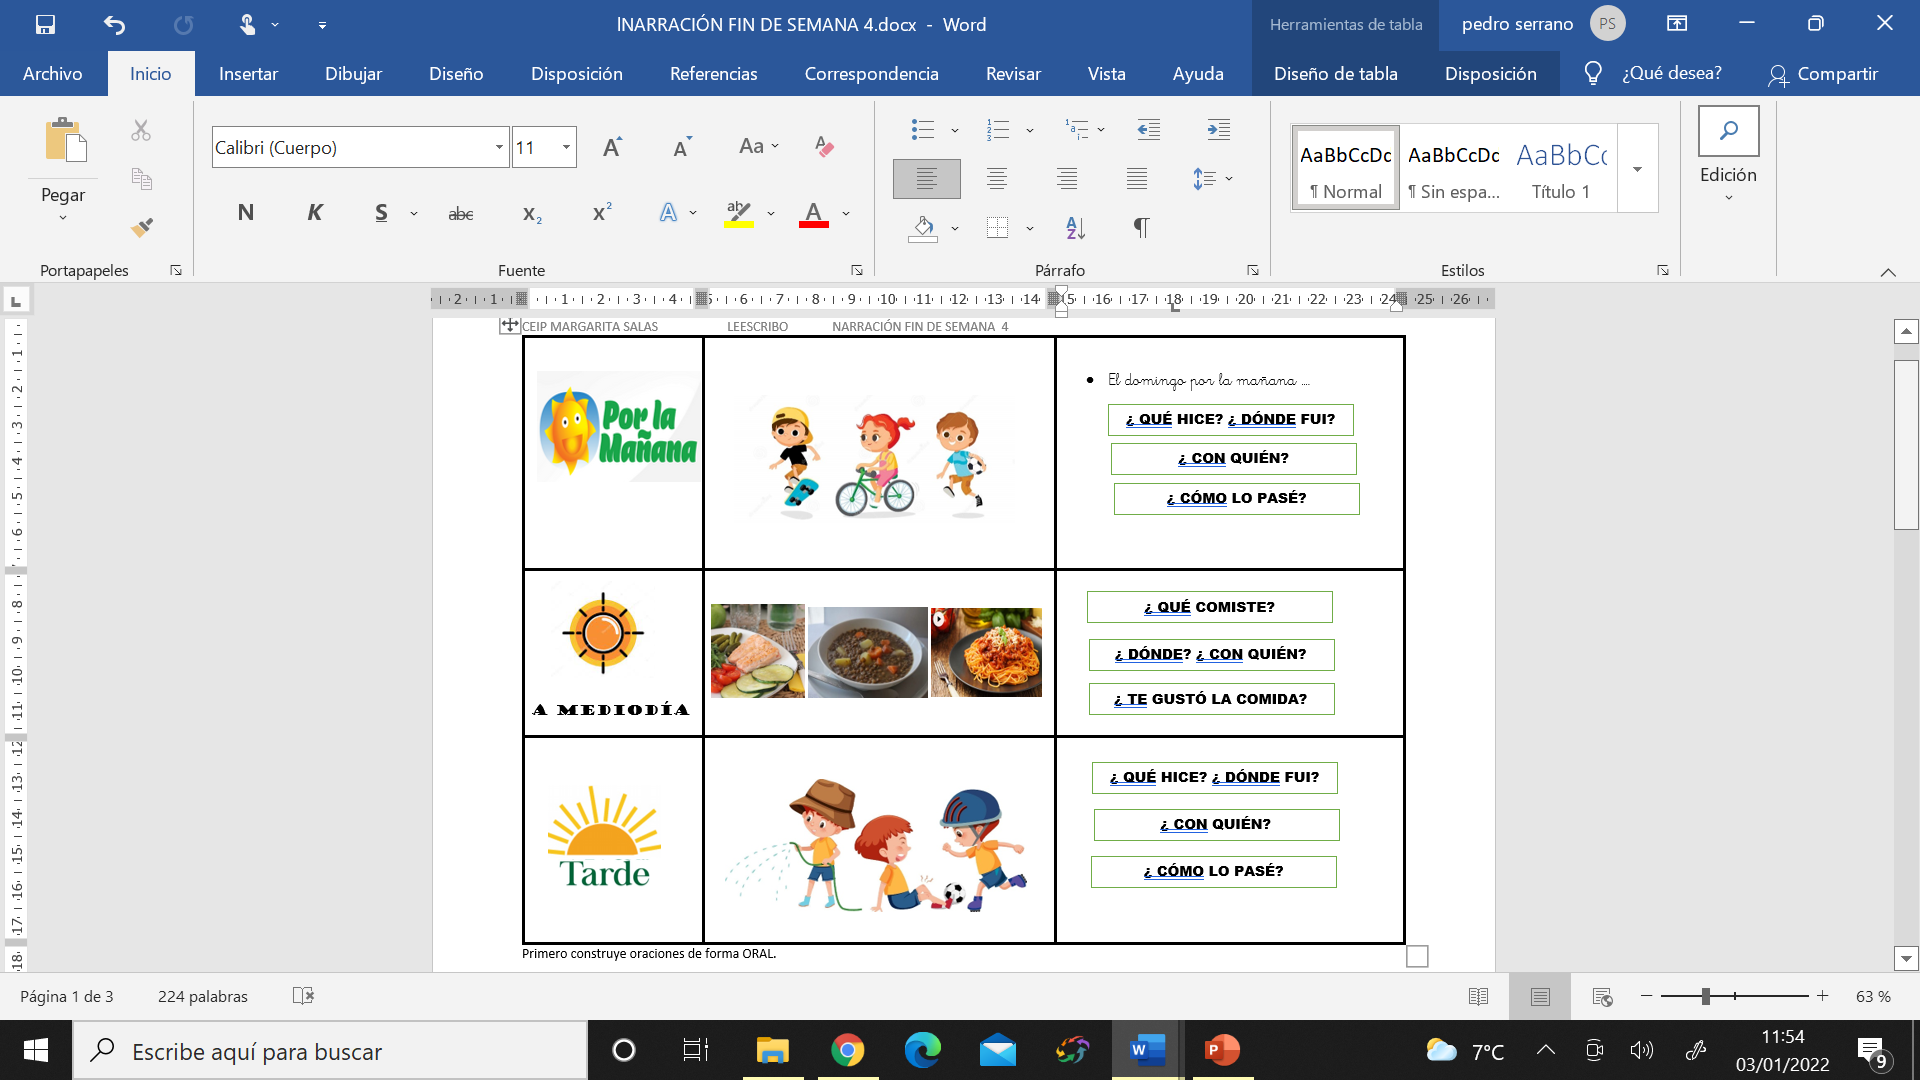 lNARRACIÓN FIN DE SEMANA 4.docx - Word
Herramientas de tabla
pedro serrano PS
Archivo Inicio Insertar Dibujar Diseño Disposición Referencias Correspondencia Revisar Vista Ayuda Diseño de tabla Disposición ¿Qué desea? Compartir
Calibri (Cuerpo) 11
Pegar
N K S abc
AaBbCcDc AaBbCcDc AaBbCc
¶ Normal ¶ Sin espa... Título 1
Edición
Portapapeles Fuente Párrafo Estilos
CEIP MARGARITA SALAS LEESCRIBO NARRACIÓN FIN DE SEMANA 4
Por la
Mañana
El domingo por la mañana ....
¿ QUÉ HICE? ¿ DÓNDE FUI?
¿ CON QUIÉN?
¿ CÓMO LO PASÉ?
A MEDIODÍA
¿ QUÉ COMISTE?
¿ DÓNDE? ¿ CON QUIÉN?
¿ TE GUSTÓ LA COMIDA?
Tarde
¿ QUÉ HICE? ¿ DÓNDE FUI?
¿ CON QUIÉN?
¿ CÓMO LO PASÉ?
Primero construye oraciones de forma ORAL.
Página 1 de 3 224 palabras 63 %
Escribe aquí para buscar
7°C
11:54
03/01/2022
9